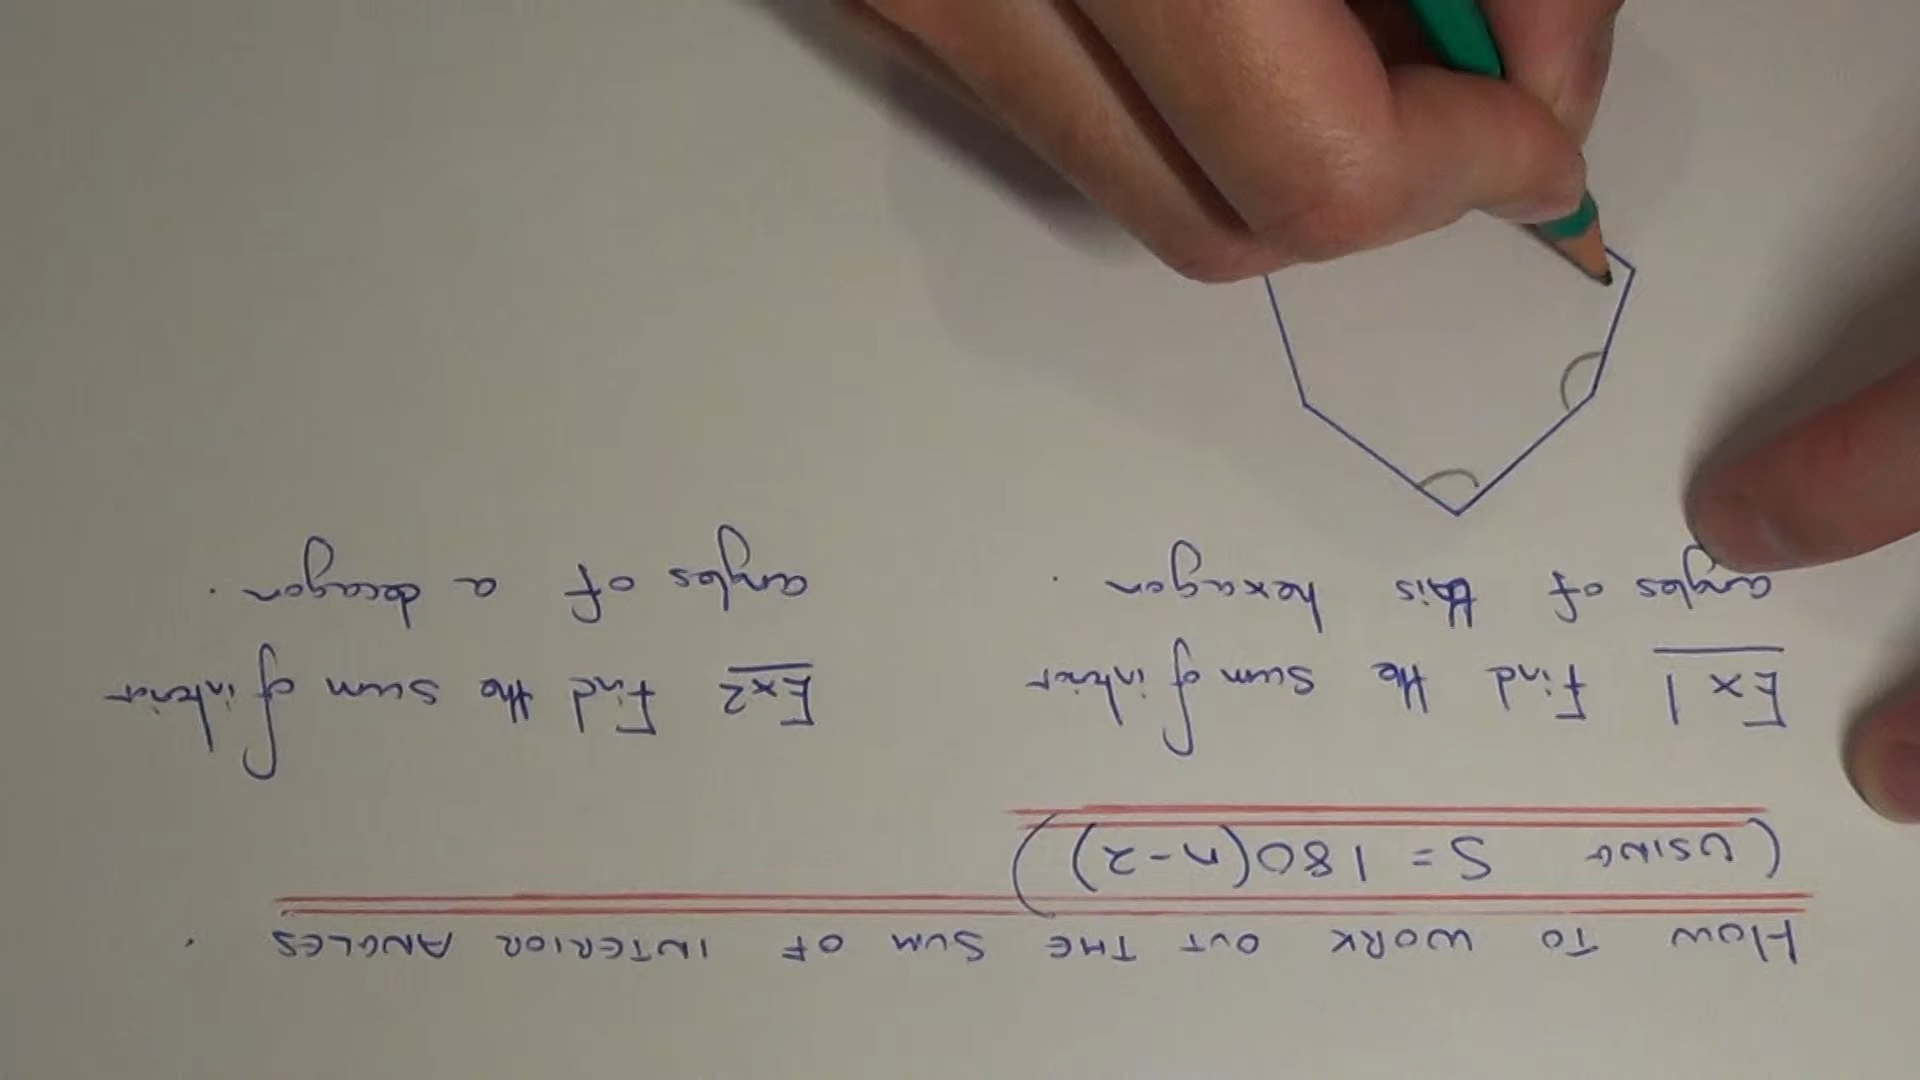 HOW TO WORK OUT THE SUM OF INTERIOR ANGLES.
(USING S = 180(n-2))
Ex 1 Find the sum of interior
angles of this hexagon.
Ex 2 Find the sum of interior
angles of a decagon.